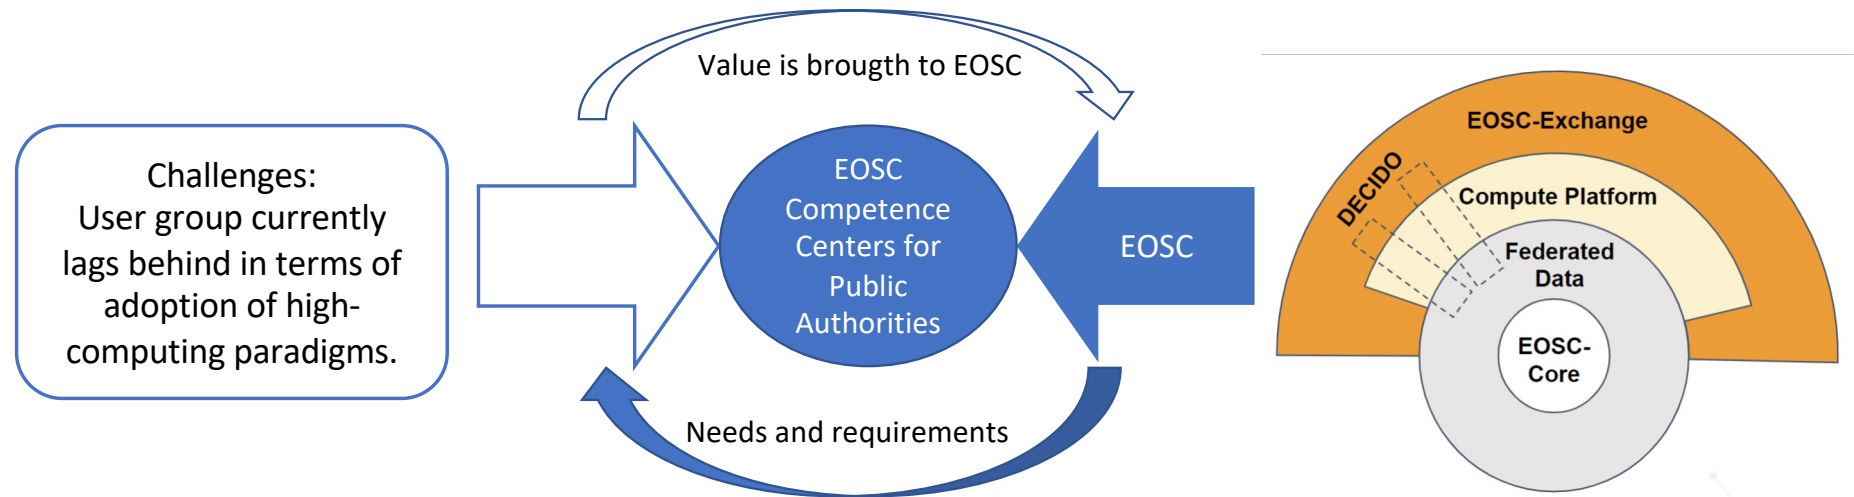 Challenges:
User group currently
lags behind in terms of
adoption of high-
computing paradigms.
Value is brougth to EOSC
EOSC
Competence
Centers for
Public
Authorities
EOSC
Needs and requirements
EOSC-Exchange
DECIDO
Compute Platform
Federated
Data
EOSC-
Core